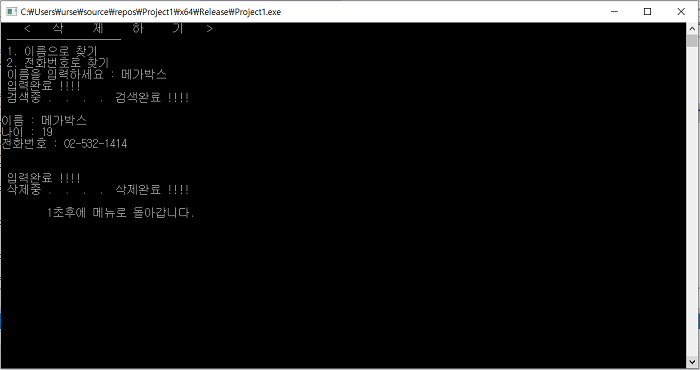 C:₩Users₩urse₩source₩repos₩Project1₩x64₩Release₩Project1.exe
< 삭 제 하 기 >
1. 이름으로 찾기
2. 전화번호로 찾기
이름을 입력하세요 : 메가박스
입력완료 !!!!
검색중 . . . . 검색완료 !!!!
이름 : 메가박스
나이 : 19
전화번호 : 02-532-1414
입력완료 !!!!
삭제중 . . . . 삭제완료 !!!!
1초후에 메뉴로 돌아갑니다.